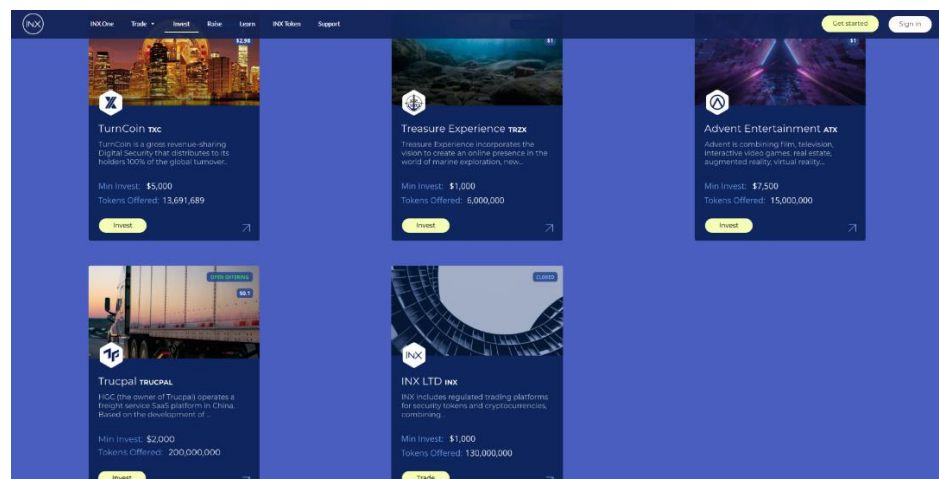 INX
INX.One Trade Invest Raise Learn INX Token Support
Get started Sign in
$2.98
TurnCoin TXC
TurnCoin is a gross revenue-sharing
Digital Security that distributes to its
holders 100% of the global turnover...
Min Invest: $5,000
Tokens Offered: 13,691,689
Invest
$1
Treasure Experience TRZX
Treasure Experience incorporates the
vision to create an online presence in the
world of marine exploration, new...
Min Invest: $1,000
Tokens Offered: 6,000,000
Invest
$1
Advent Entertainment ATX
Advent is combining film, television,
interactive video games, real estate,
augmented reality, virtual reality...
Min Invest: $7,500
Tokens Offered: 15,000,000
Invest
OPEN OFFERING
$0.1
Trucpal TRUCPAL
HGC (the owner of Trucpal) operates a
freight service SaaS platform in China.
Based on the development of ...
Min Invest: $2,000
Tokens Offered: 200,000,000
Invest
CLOSED
INX
INX LTD INX
INX includes regulated trading platforms
for security tokens and cryptocurrencies,
combining...
Min Invest: $1,000
Tokens Offered: 130,000,000
Trade